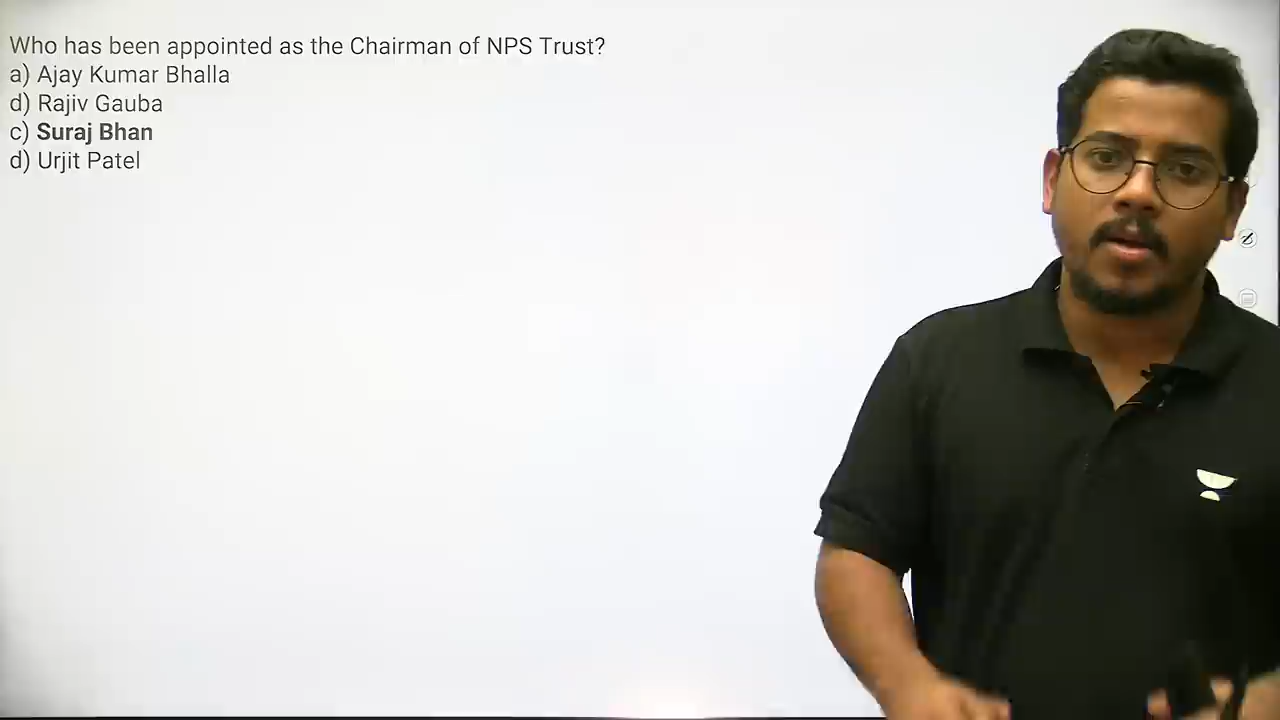 Who has been appointed as the Chairman of NPS Trust?
a) Ajay Kumar Bhalla
d) Rajiv Gauba
c) Suraj Bhan
d) Urjit Patel